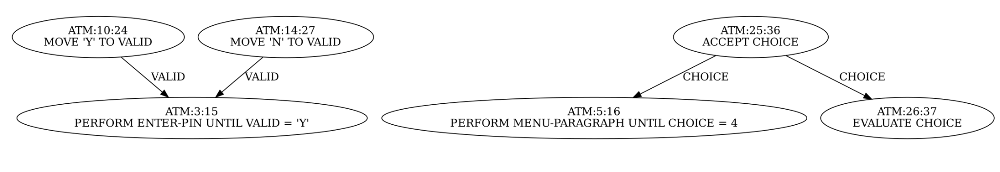 ATM:10:24
MOVE 'Y' TO VALID
ATM:14:27
MOVE 'N' TO VALID
ATM:25:36
ACCEPT CHOICE
VALID
VALID
CHOICE
CHOICE
ATM:3:15
PERFORM ENTER-PIN UNTIL VALID = 'Y'
ATM:5:16
PERFORM MENU-PARAGRAPH UNTIL CHOICE = 4
ATM:26:37
EVALUATE CHOICE